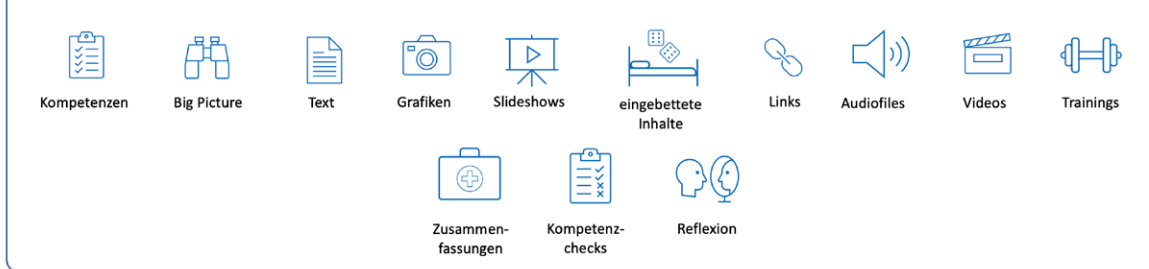 Kompetenzen
Big Picture
Text
Grafiken
Slideshows
eingebettete
Inhalte
Links
Audiofiles
Videos
Trainings
Zusammen-
fassungen
Kompetenz-
checks
Reflexion